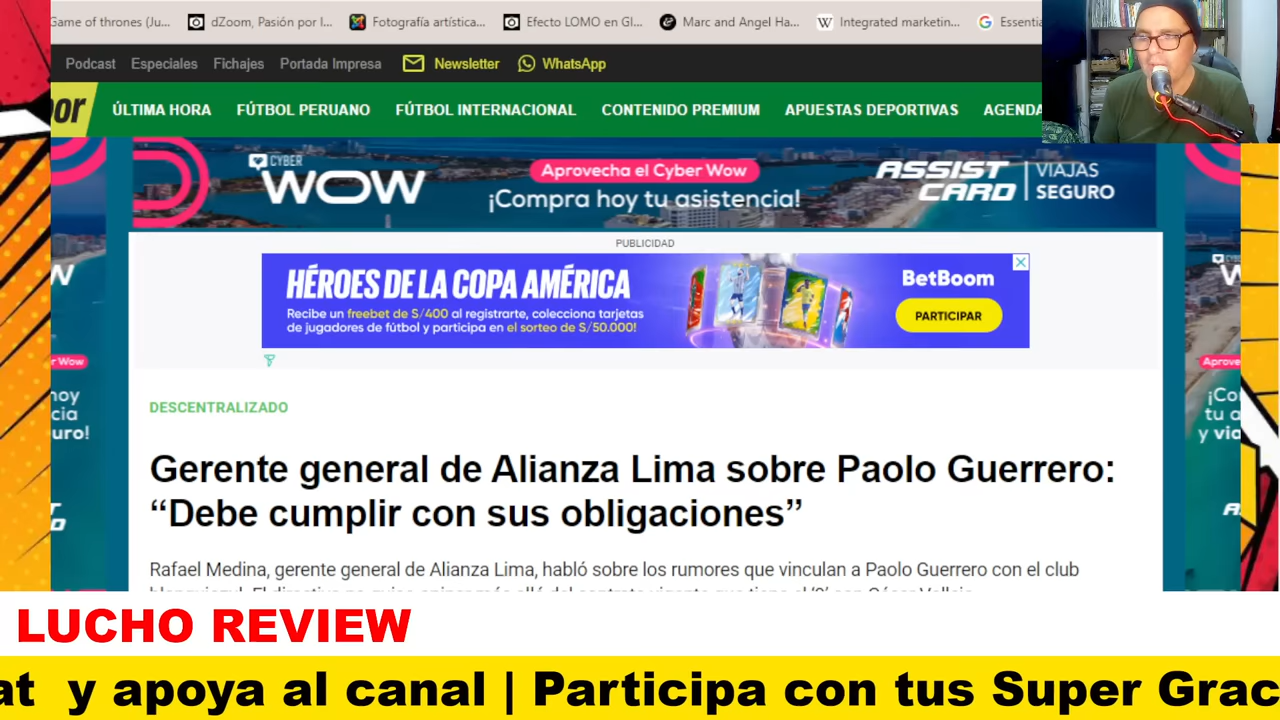 Game of thrones (Ju...
dZoom, Pasión por l...
Fotografía artística...
Efecto LOMO en GI...
Marc and Angel Ha...
Integrated marketin...
Essentia
Podcast
Especiales
Fichajes
Portada Impresa
Newsletter
WhatsApp
por
ÚLTIMA HORA
FÚTBOL PERUANO
FÚTBOL INTERNACIONAL
CONTENIDO PREMIUM
APUESTAS DEPORTIVAS
AGENDA
CYBER
WOW
Aprovecha el Cyber Wow
¡Compra hoy tu asistencia!
ASSIST
CARD
VIAJAS
SEGURO
PUBLICIDAD
HÉROES DE LA COPA AMÉRICA
Recibe un freebet de S/400 al registrarte, colecciona tarjetas
de jugadores de fútbol y participa en el sorteo de S/50.000!
BetBoom
PARTICIPAR
DESCENTRALIZADO
Gerente general de Alianza Lima sobre Paolo Guerrero:
“Debe cumplir con sus obligaciones”
Rafael Medina, gerente general de Alianza Lima, habló sobre los rumores que vinculan a Paolo Guerrero con el club
LUCHO REVIEW
at y apoya al canal | Participa con tus Super Grac